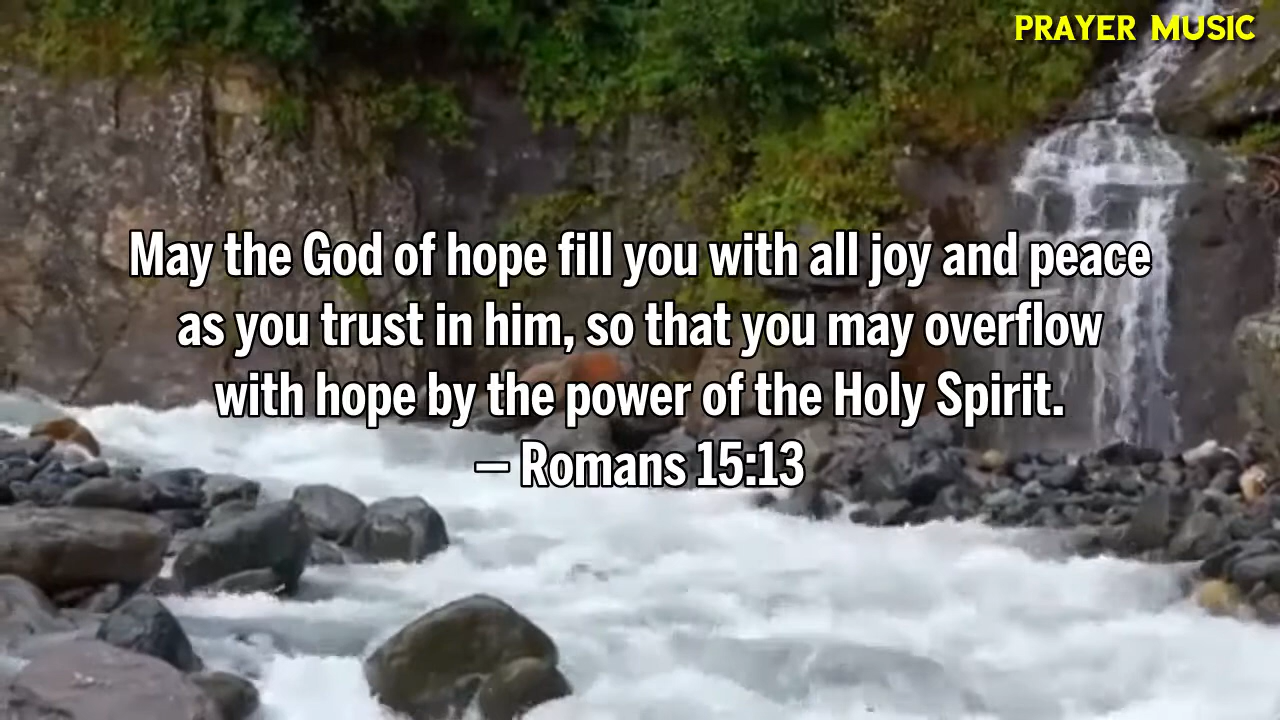 PRAYER MUSIC
May the God of hope fill you with all joy and peace
as you trust in him, so that you may overflow
with hope by the power of the Holy Spirit.
– Romans 15:13